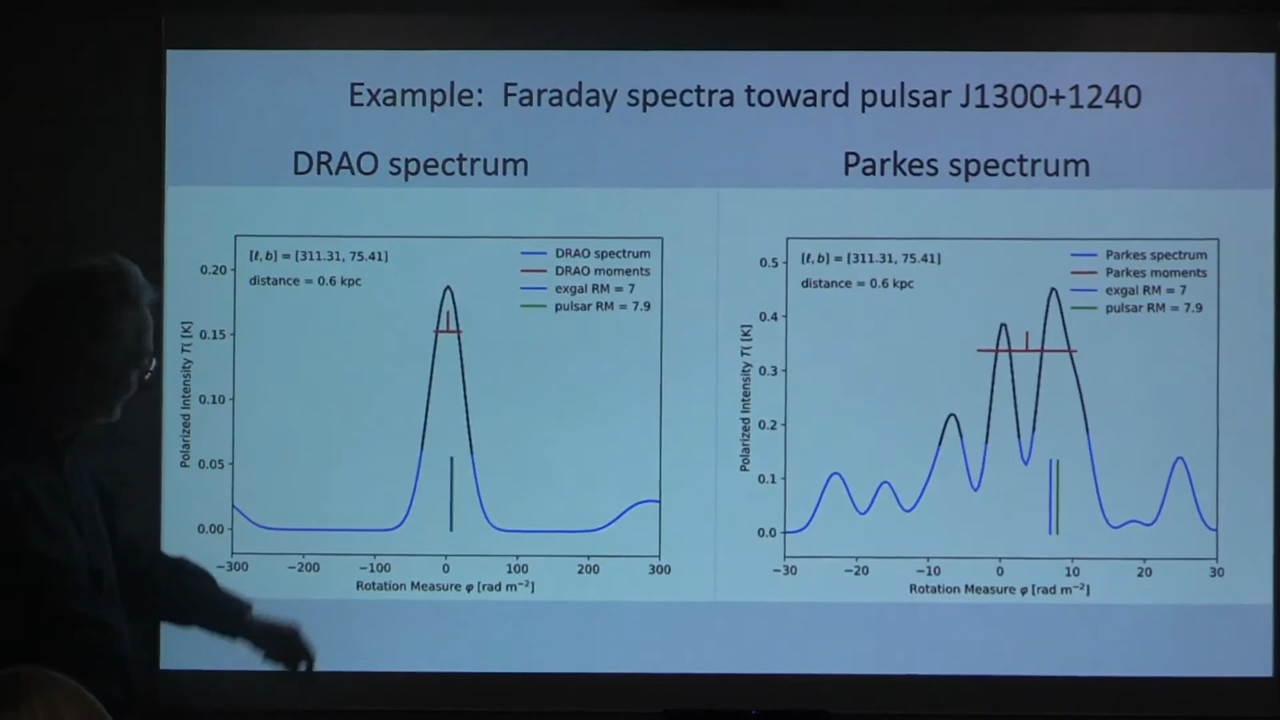 Example:  Faraday spectra toward pulsar J1300+1240
DRAO spectrum
Parkes spectrum
[ℓ, b] = [311.31, 75.41]
distance = 0.6 kpc
DRAO spectrum
DRAO moments
exgal RM = 7
pulsar RM = 7.9
Polarized Intensity T( [K]
0.20
0.15
0.10
0.05
0.00
−300 −200 −100 0 100 200 300
Rotation Measure φ [rad m⁻²]
[ℓ, b] = [311.31, 75.41]
distance = 0.6 kpc
Parkes spectrum
Parkes moments
exgal RM = 7
pulsar RM = 7.9
Polarized Intensity T( [K]
0.5
0.4
0.3
0.2
0.1
0.0
−30 −20 −10 0 10 20 30
Rotation Measure φ [rad m⁻²]